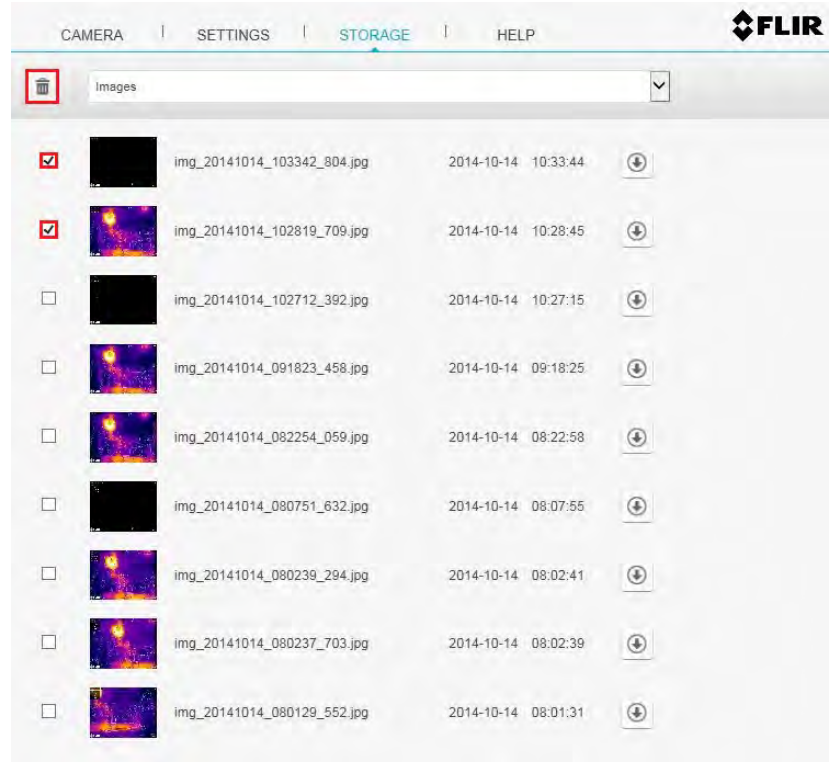 CAMERA | SETTINGS | STORAGE | HELP
FLIR
Images
img_20141014_103342_804.jpg 2014-10-14 10:33:44
img_20141014_102819_709.jpg 2014-10-14 10:28:45
img_20141014_102712_392.jpg 2014-10-14 10:27:15
img_20141014_091823_458.jpg 2014-10-14 09:18:25
img_20141014_082254_059.jpg 2014-10-14 08:22:58
img_20141014_080751_632.jpg 2014-10-14 08:07:55
img_20141014_080239_294.jpg 2014-10-14 08:02:41
img_20141014_080237_703.jpg 2014-10-14 08:02:39
img_20141014_080129_552.jpg 2014-10-14 08:01:31